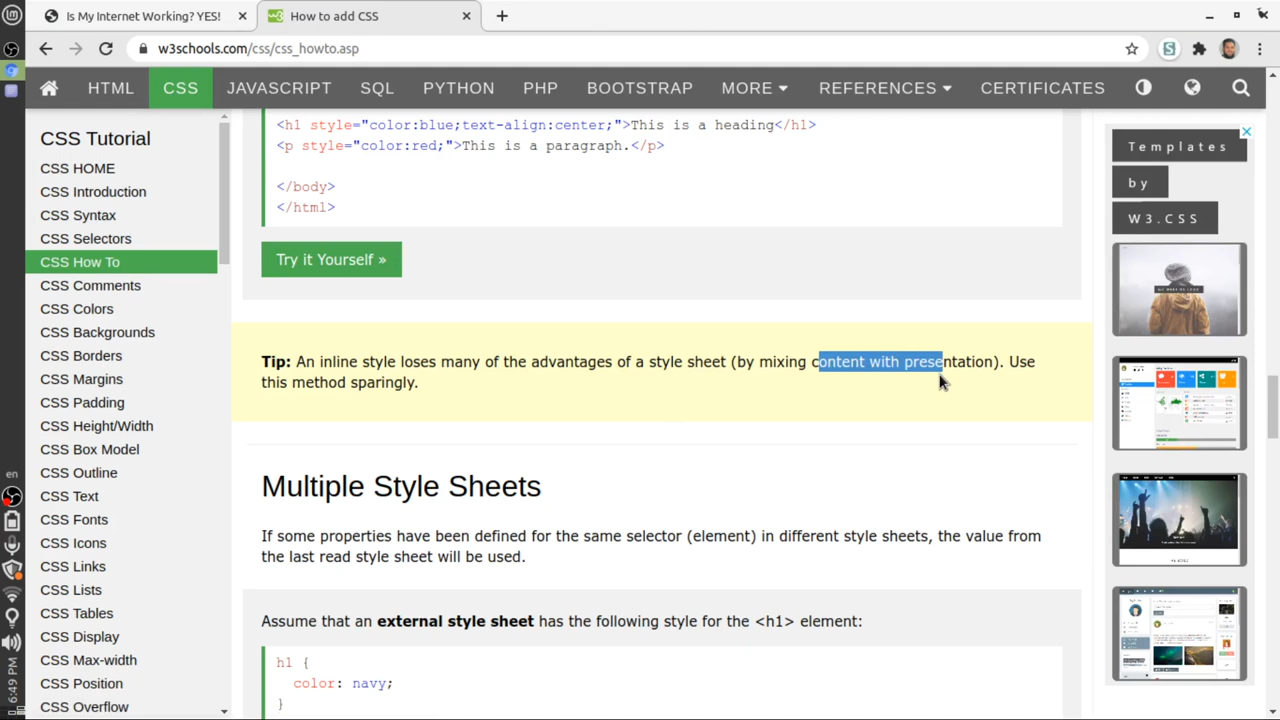 Is My Internet Working? YES!
How to add CSS
w3schools.com/css/css_howto.asp
HTML
CSS
JAVASCRIPT
SQL
PYTHON
PHP
BOOTSTRAP
MORE
REFERENCES
CERTIFICATES
CSS Tutorial
CSS HOME
CSS Introduction
CSS Syntax
CSS Selectors
CSS How To
CSS Comments
CSS Colors
CSS Backgrounds
CSS Borders
CSS Margins
CSS Padding
CSS Height/Width
CSS Box Model
CSS Outline
CSS Text
CSS Fonts
CSS Icons
CSS Links
CSS Lists
CSS Tables
CSS Display
CSS Max-width
CSS Position
CSS Overflow
<h1 style="color:blue;text-align:center;">This is a heading</h1>
<p style="color:red;">This is a paragraph.</p>
</body>
</html>
Try it Yourself »
Tip: An inline style loses many of the advantages of a style sheet (by mixing content with presentation). Use
this method sparingly.
Multiple Style Sheets
If some properties have been defined for the same selector (element) in different style sheets, the value from
the last read style sheet will be used.
Assume that an external style sheet has the following style for the <h1> element:
h1 {
color: navy;
}
Templates
by
W3.CSS
en
6:49 PM